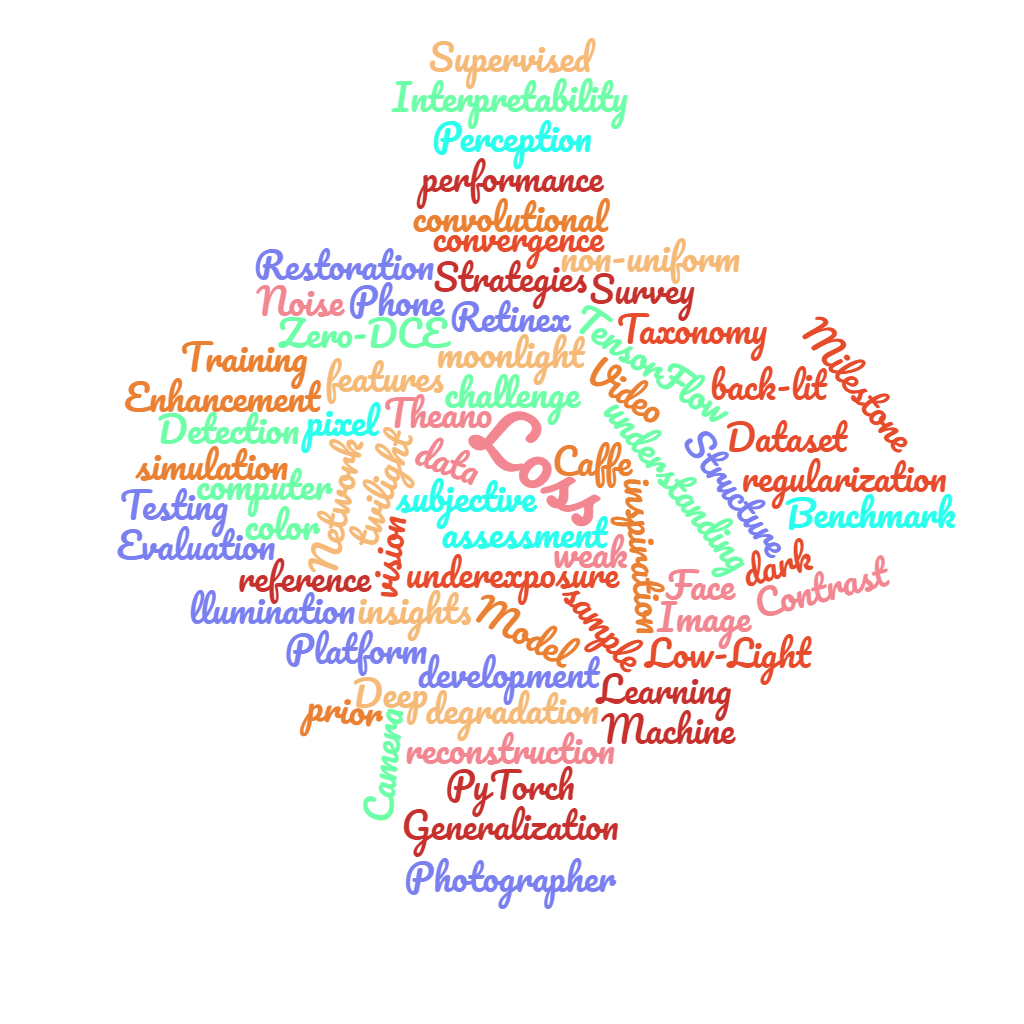 Supervised
Interpretability
Perception
performance
convolutional
convergence
non-uniform
Restoration
Strategies
Survey
Noise
Phone
Retinex
TensorFlow
Taxonomy
Milestone
Zero-DCE
moonlight
Training
features
challenge
Video
back-lit
Enhancement
pixel
Theano
Loss
understanding
Structure
Dataset
Detection
Network
twilight
data
Caffe
simulation
computer
subjective
inspiration
regularization
Testing
color
vision
assessment
Benchmark
Evaluation
weak
reference
underexposure
Face
dark
Contrast
llumination
insights
Model
sample
Image
Platform
development
Low-Light
Deep
Learning
prior
Camera
degradation
Machine
reconstruction
PyTorch
Generalization
Photographer